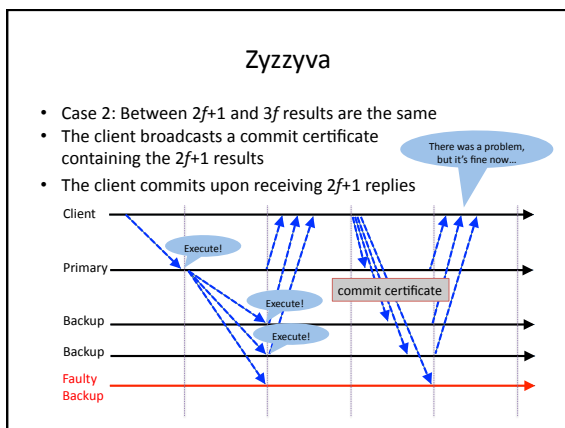 Zyzzyva
• Case 2: Between 2f+1 and 3f results are the same
• The client broadcasts a commit certificate
containing the 2f+1 results
• The client commits upon receiving 2f+1 replies
There was a problem,
but it's fine now…
Client
Execute!
Primary
commit certificate
Execute!
Backup
Execute!
Backup
Faulty
Backup